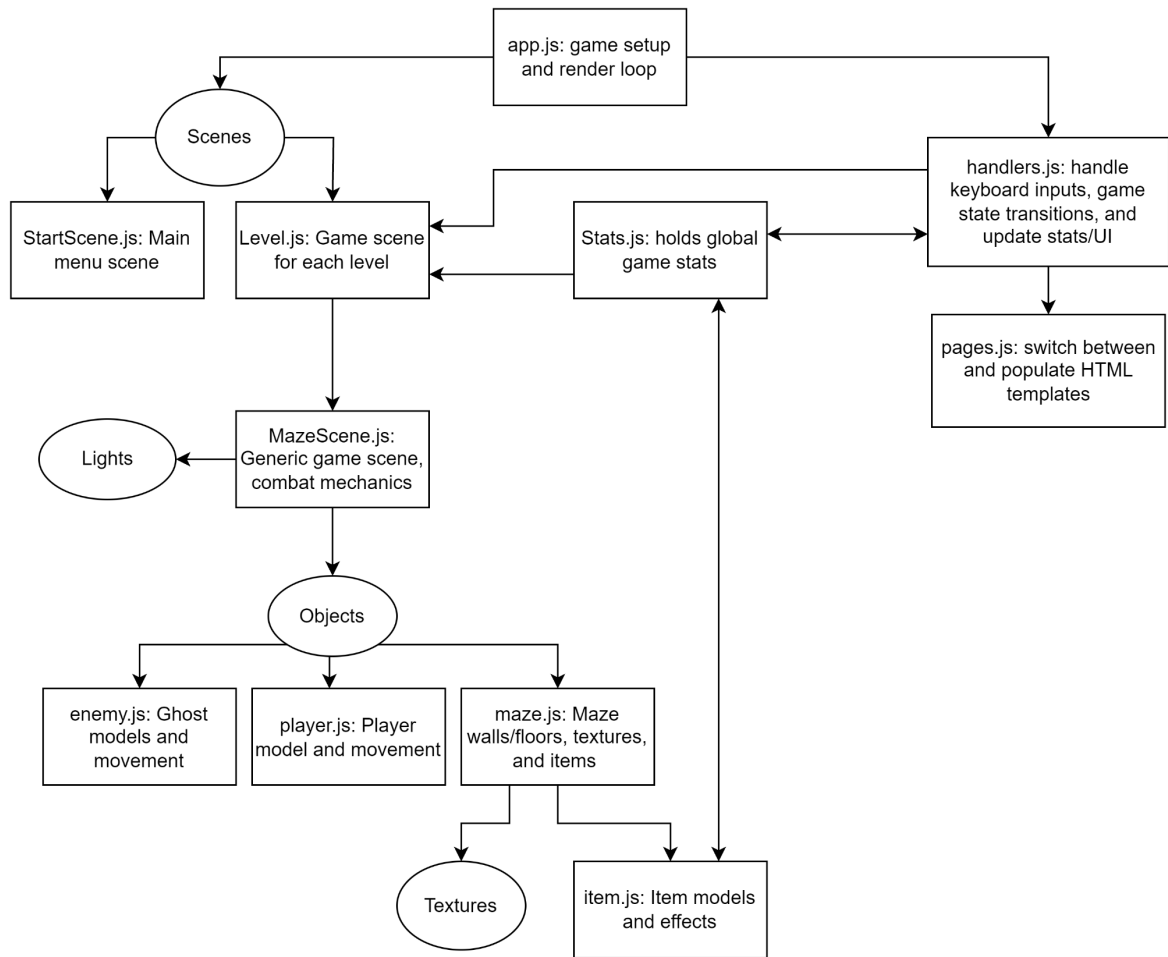 app.js: game setup
and render loop
Scenes
handlers.js: handle
keyboard inputs, game
state transitions, and
update stats/UI
StartScene.js: Main
menu scene
Level.js: Game scene
for each level
Stats.js: holds global
game stats
pages.js: switch between
and populate HTML
templates
Lights
MazeScene.js:
Generic game scene,
combat mechanics
Objects
enemy.js: Ghost
models and
movement
player.js: Player
model and movement
maze.js: Maze
walls/floors, textures,
and items
Textures
item.js: Item models
and effects